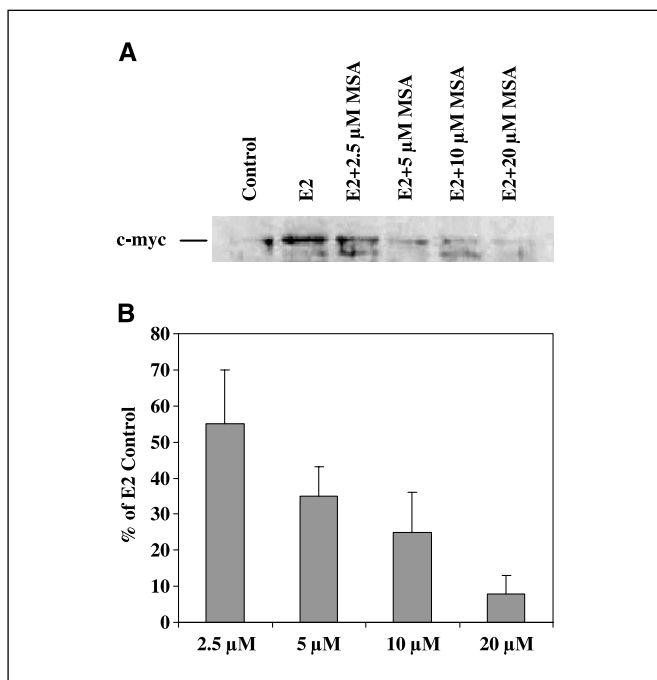 A
Control
E2
E2+2.5 µM MSA
E2+5 µM MSA
E2+10 µM MSA
E2+20 µM MSA
c-myc
B
% of E2 Control
80
70
60
50
40
30
20
10
0
2.5 µM
5 µM
10 µM
20 µM